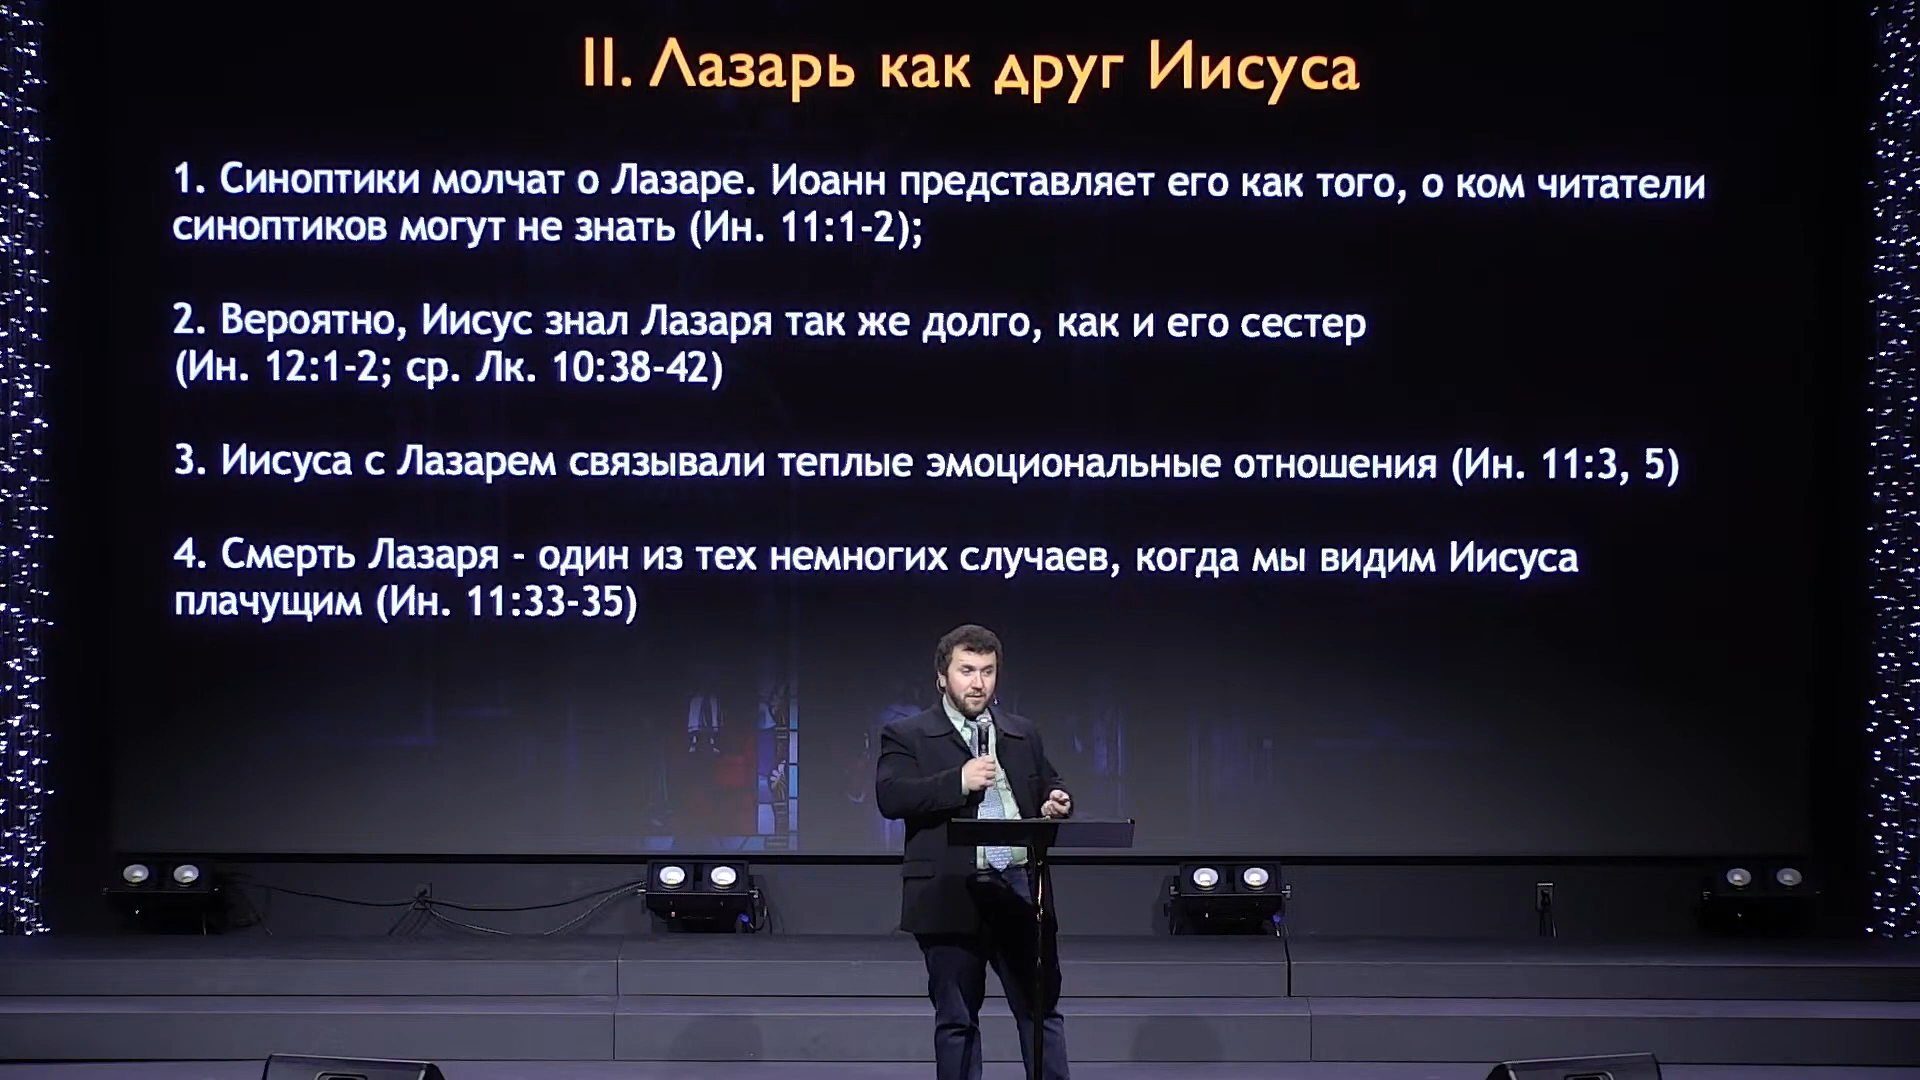 II. Лазарь как друг Иисуса
1. Синоптики молчат о Лазаре. Иоанн представляет его как того, о ком читатели
синоптиков могут не знать (Ин. 11:1-2);
2. Вероятно, Иисус знал Лазаря так же долго, как и его сестер
(Ин. 12:1-2; ср. Лк. 10:38-42)
3. Иисуса с Лазарем связывали теплые эмоциональные отношения (Ин. 11:3, 5)
4. Смерть Лазаря - один из тех немногих случаев, когда мы видим Иисуса
плачущим (Ин. 11:33-35)